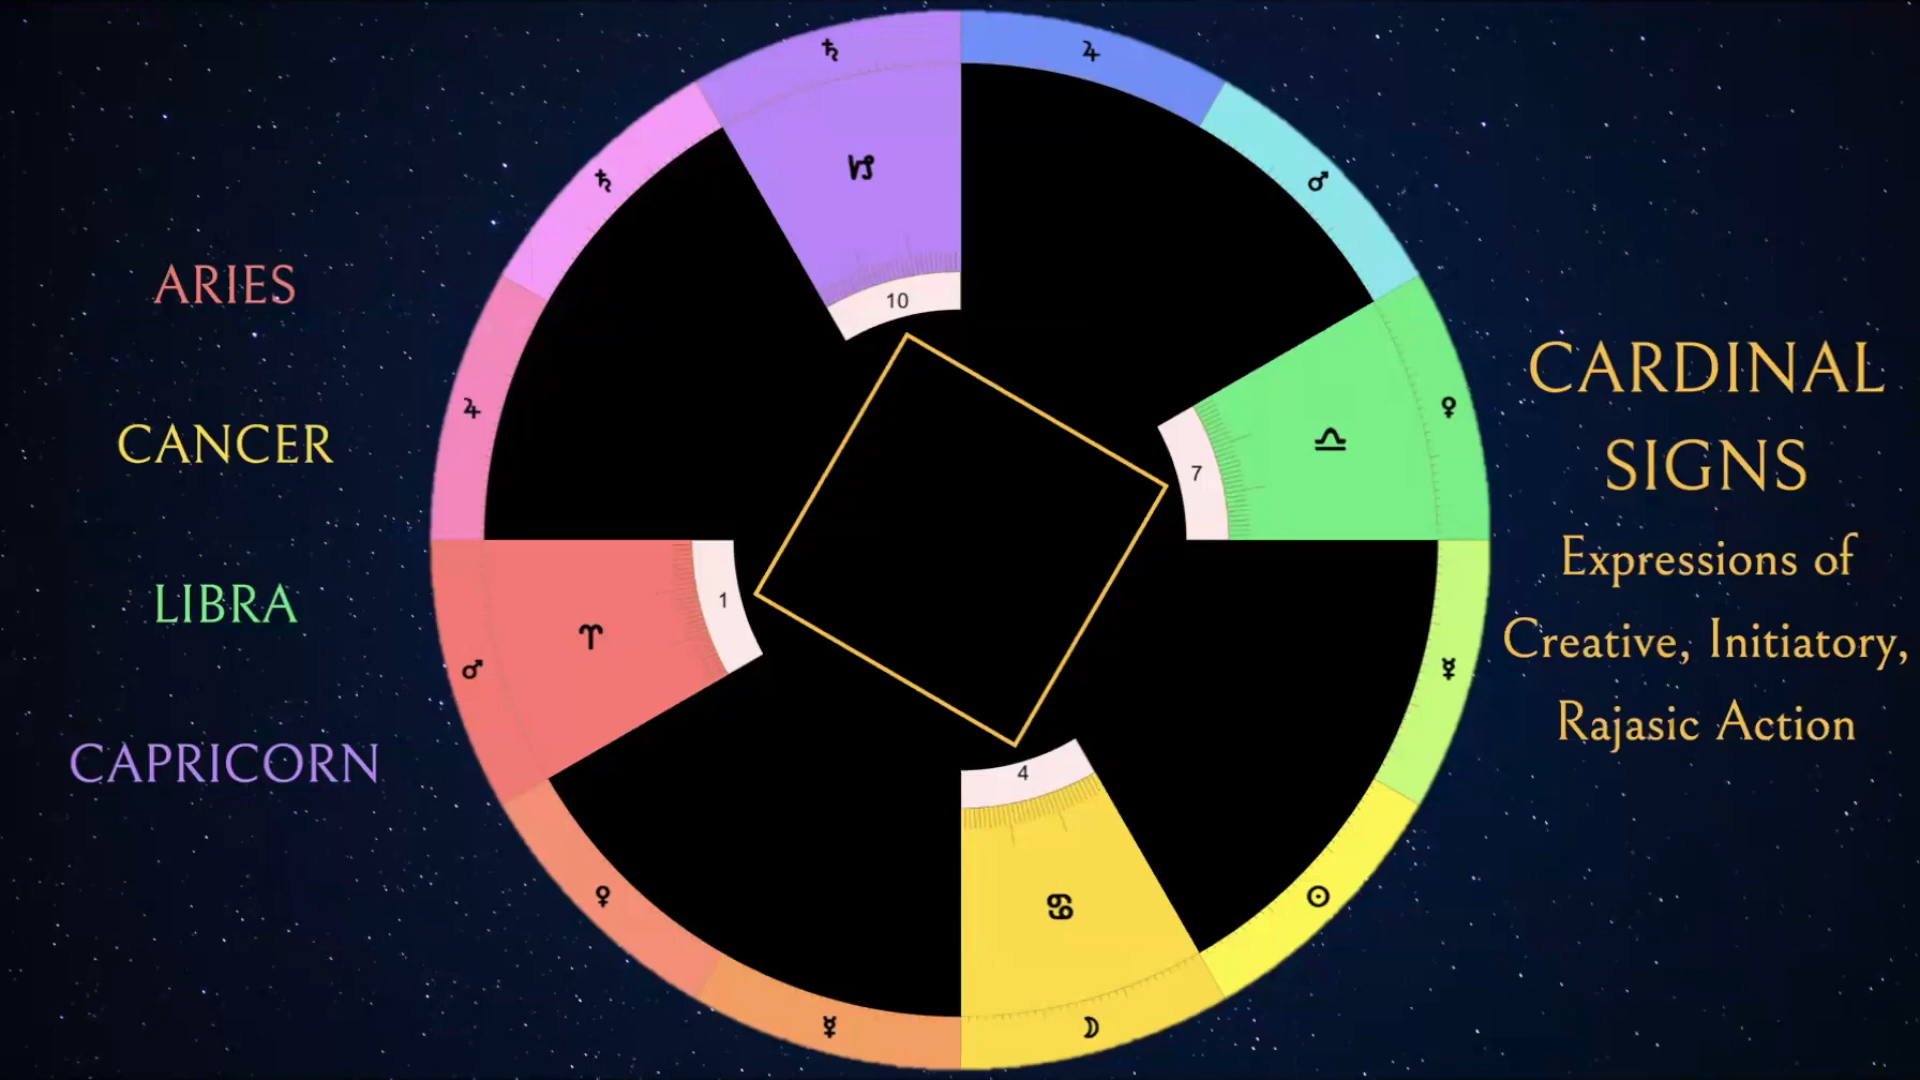 ARIES
CANCER
LIBRA
CAPRICORN
♄
♃
♄
♂
♑
10
♃
♀
♎
7
1
♈
♂
☿
4
♀
♋
☉
☿
☽
CARDINAL
SIGNS
Expressions of
Creative, Initiatory,
Rajasic Action